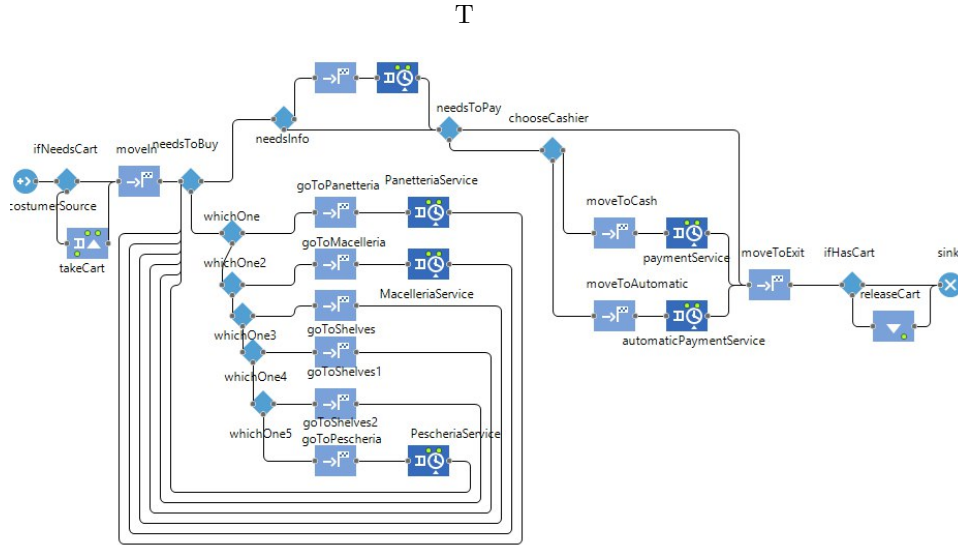 T
needsToPay
chooseCashier
needsInfo
ifNeedsCart
moveIn
needsToBuy
costumerSource
takeCart
goToPanetteria
PanetteriaService
whichOne
goToMacelleria
whichOne2
MacelleriaService
whichOne3
goToShelves
goToShelves1
whichOne4
goToShelves2
whichOne5
goToPescheria
PescheriaService
moveToCash
paymentService
moveToAutomatic
automaticPaymentService
moveToExit
ifHasCart
sink
releaseCart